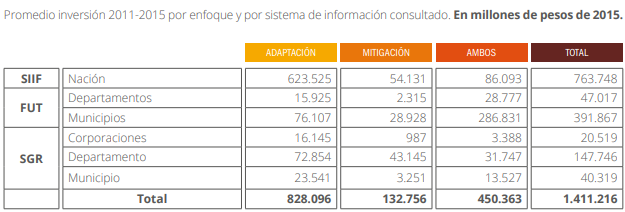 Promedio inversión 2011-2015 por enfoque y por sistema de información consultado. En millones de pesos de 2015.
ADAPTACIÓN MITIGACIÓN AMBOS TOTAL
SIIF Nación 623.525 54.131 86.093 763.748
FUT Departamentos 15.925 2.315 28.777 47.017
Municipios 76.107 28.928 286.831 391.867
SGR Corporaciones 16,145 987 3.388 20.519
Departamento 72.854 43.145 31.747 147.746
Municipio 23.541 3.251 13.527 40.319
Total 828.096 132.756 450.363 1.411.216